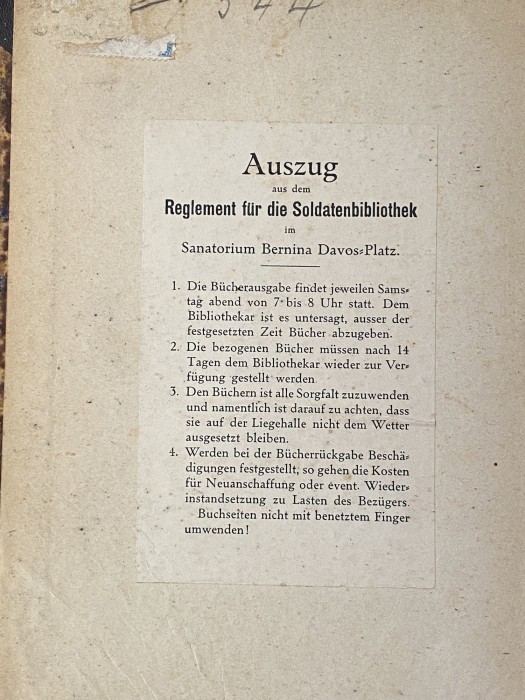 344
Auszug
aus dem
Reglement für die Soldatenbibliothek
im
Sanatorium Bernina Davos=Platz.
1. Die Bücherausgabe findet jeweilen Sams=
tag abend von 7 bis 8 Uhr statt. Dem
Bibliothekar ist es untersagt, ausser der
festgesetzten Zeit Bücher abzugeben.
2. Die bezogenen Bücher müssen nach 14
Tagen dem Bibliothekar wieder zur Ver=
fügung gestellt werden.
3. Den Büchern ist alle Sorgfalt zuzuwenden
und namentlich ist darauf zu achten, dass
sie auf der Liegehalle nicht dem Wetter
ausgesetzt bleiben.
4. Werden bei der Bücherrückgabe Beschä=
digungen festgestellt, so gehen die Kosten
für Neuanschaffung oder event. Wieder=
instandsetzung zu Lasten des Bezügers.
Buchseiten nicht mit benetztem Finger
umwenden!